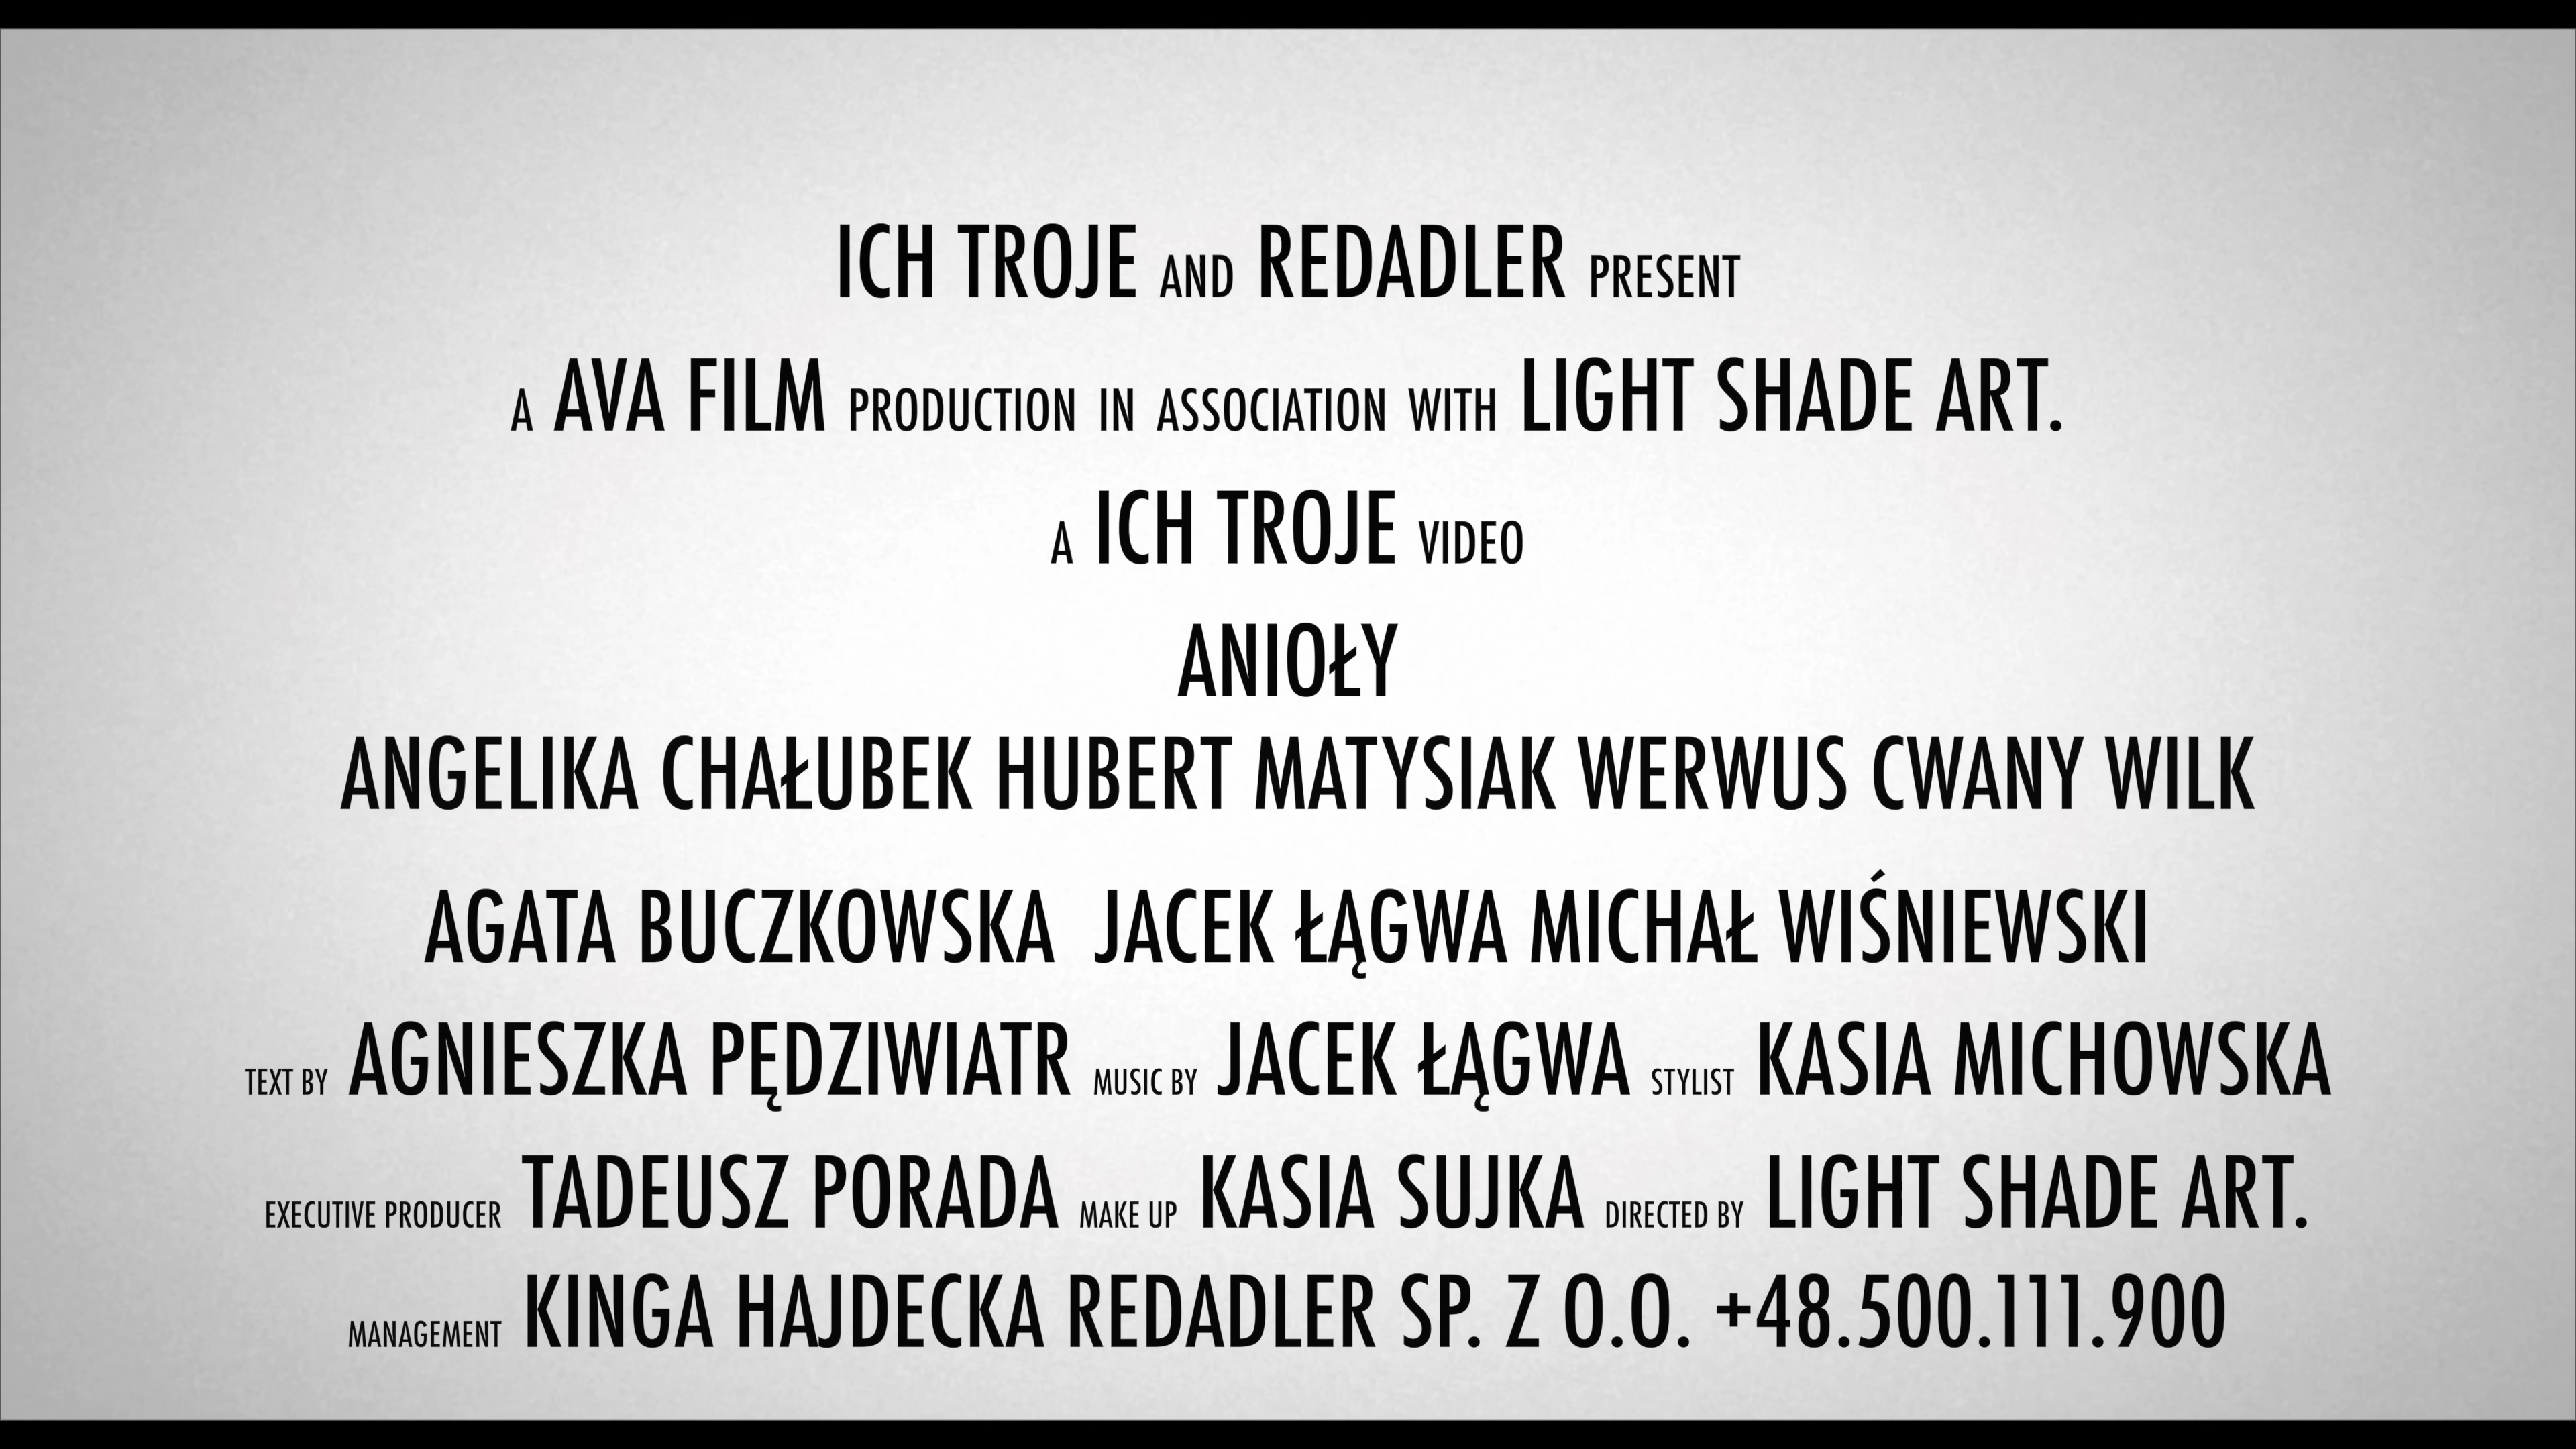 ICH TROJE AND REDADLER PRESENT
A AVA FILM PRODUCTION IN ASSOCIATION WITH LIGHT SHADE ART.
A ICH TROJE VIDEO
ANIOŁY
ANGELIKA CHAŁUBEK HUBERT MATYSIAK WERWUS CWANY WILK
AGATA BUCZKOWSKA JACEK ŁĄGWA MICHAŁ WIŚNIEWSKI
TEXT BY AGNIESZKA PĘDZIWIATR MUSIC BY JACEK ŁĄGWA STYLIST KASIA MICHOWSKA
EXECUTIVE PRODUCER TADEUSZ PORADA MAKE UP KASIA SUJKA DIRECTED BY LIGHT SHADE ART.
MANAGEMENT KINGA HAJDECKA REDADLER SP. Z O.O. +48.500.111.900